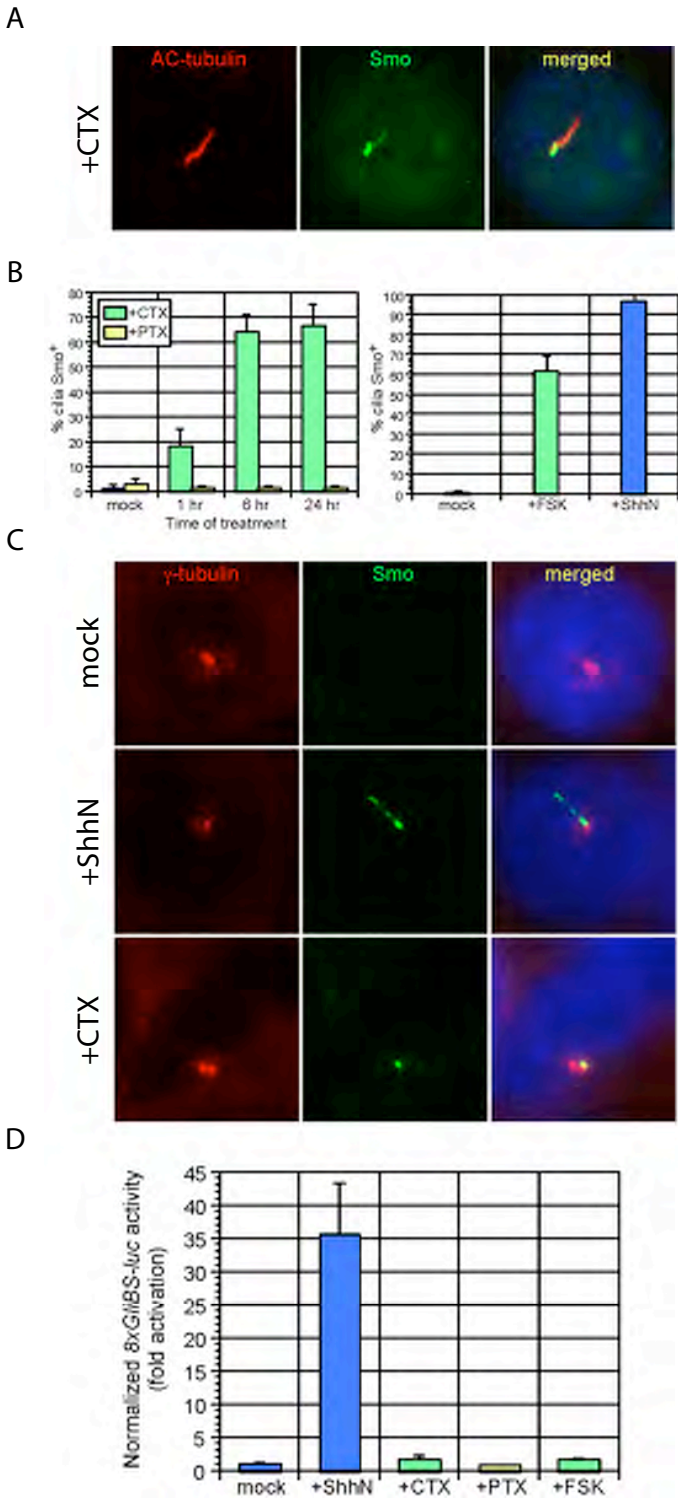 A
AC-tubulin Smo merged
+CTX
B
80 70 60 50 40 30 20 10 0
% cilia Smo+
+CTX
+PTX
mock 1 hr 6 hr 24 hr
Time of treatment
100 90 80 70 60 50 40 30 20 10 0
% cilia Smo+
mock +FSK +ShhN
C
γ-tubulin Smo merged
mock
+ShhN
+CTX
D
Normalized 8xGliBS-luc activity
(fold activation)
45 40 35 30 25 20 15 10 5 0
mock +ShhN +CTX +PTX +FSK